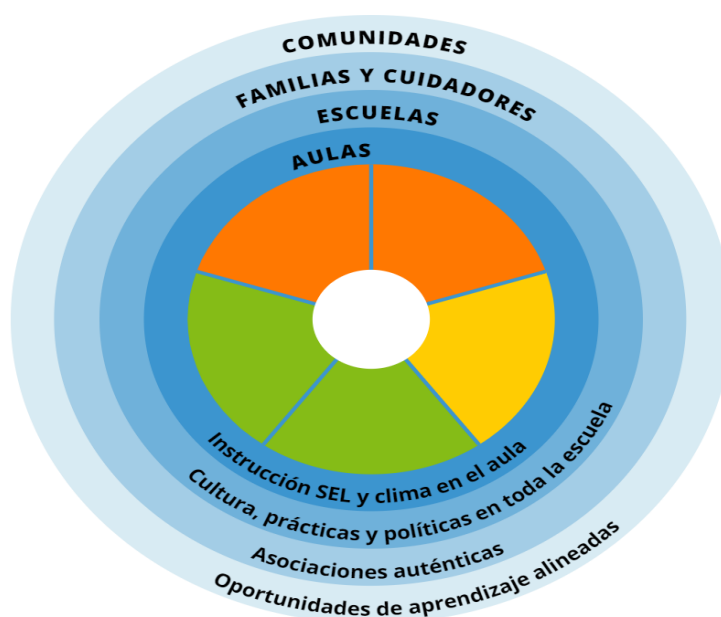 COMUNIDADES
FAMILIAS Y CUIDADORES
ESCUELAS
AULAS
Instrucción SEL y clima en el aula
Cultura, prácticas y políticas en toda la escuela
Asociaciones auténticas
Oportunidades de aprendizaje alineadas